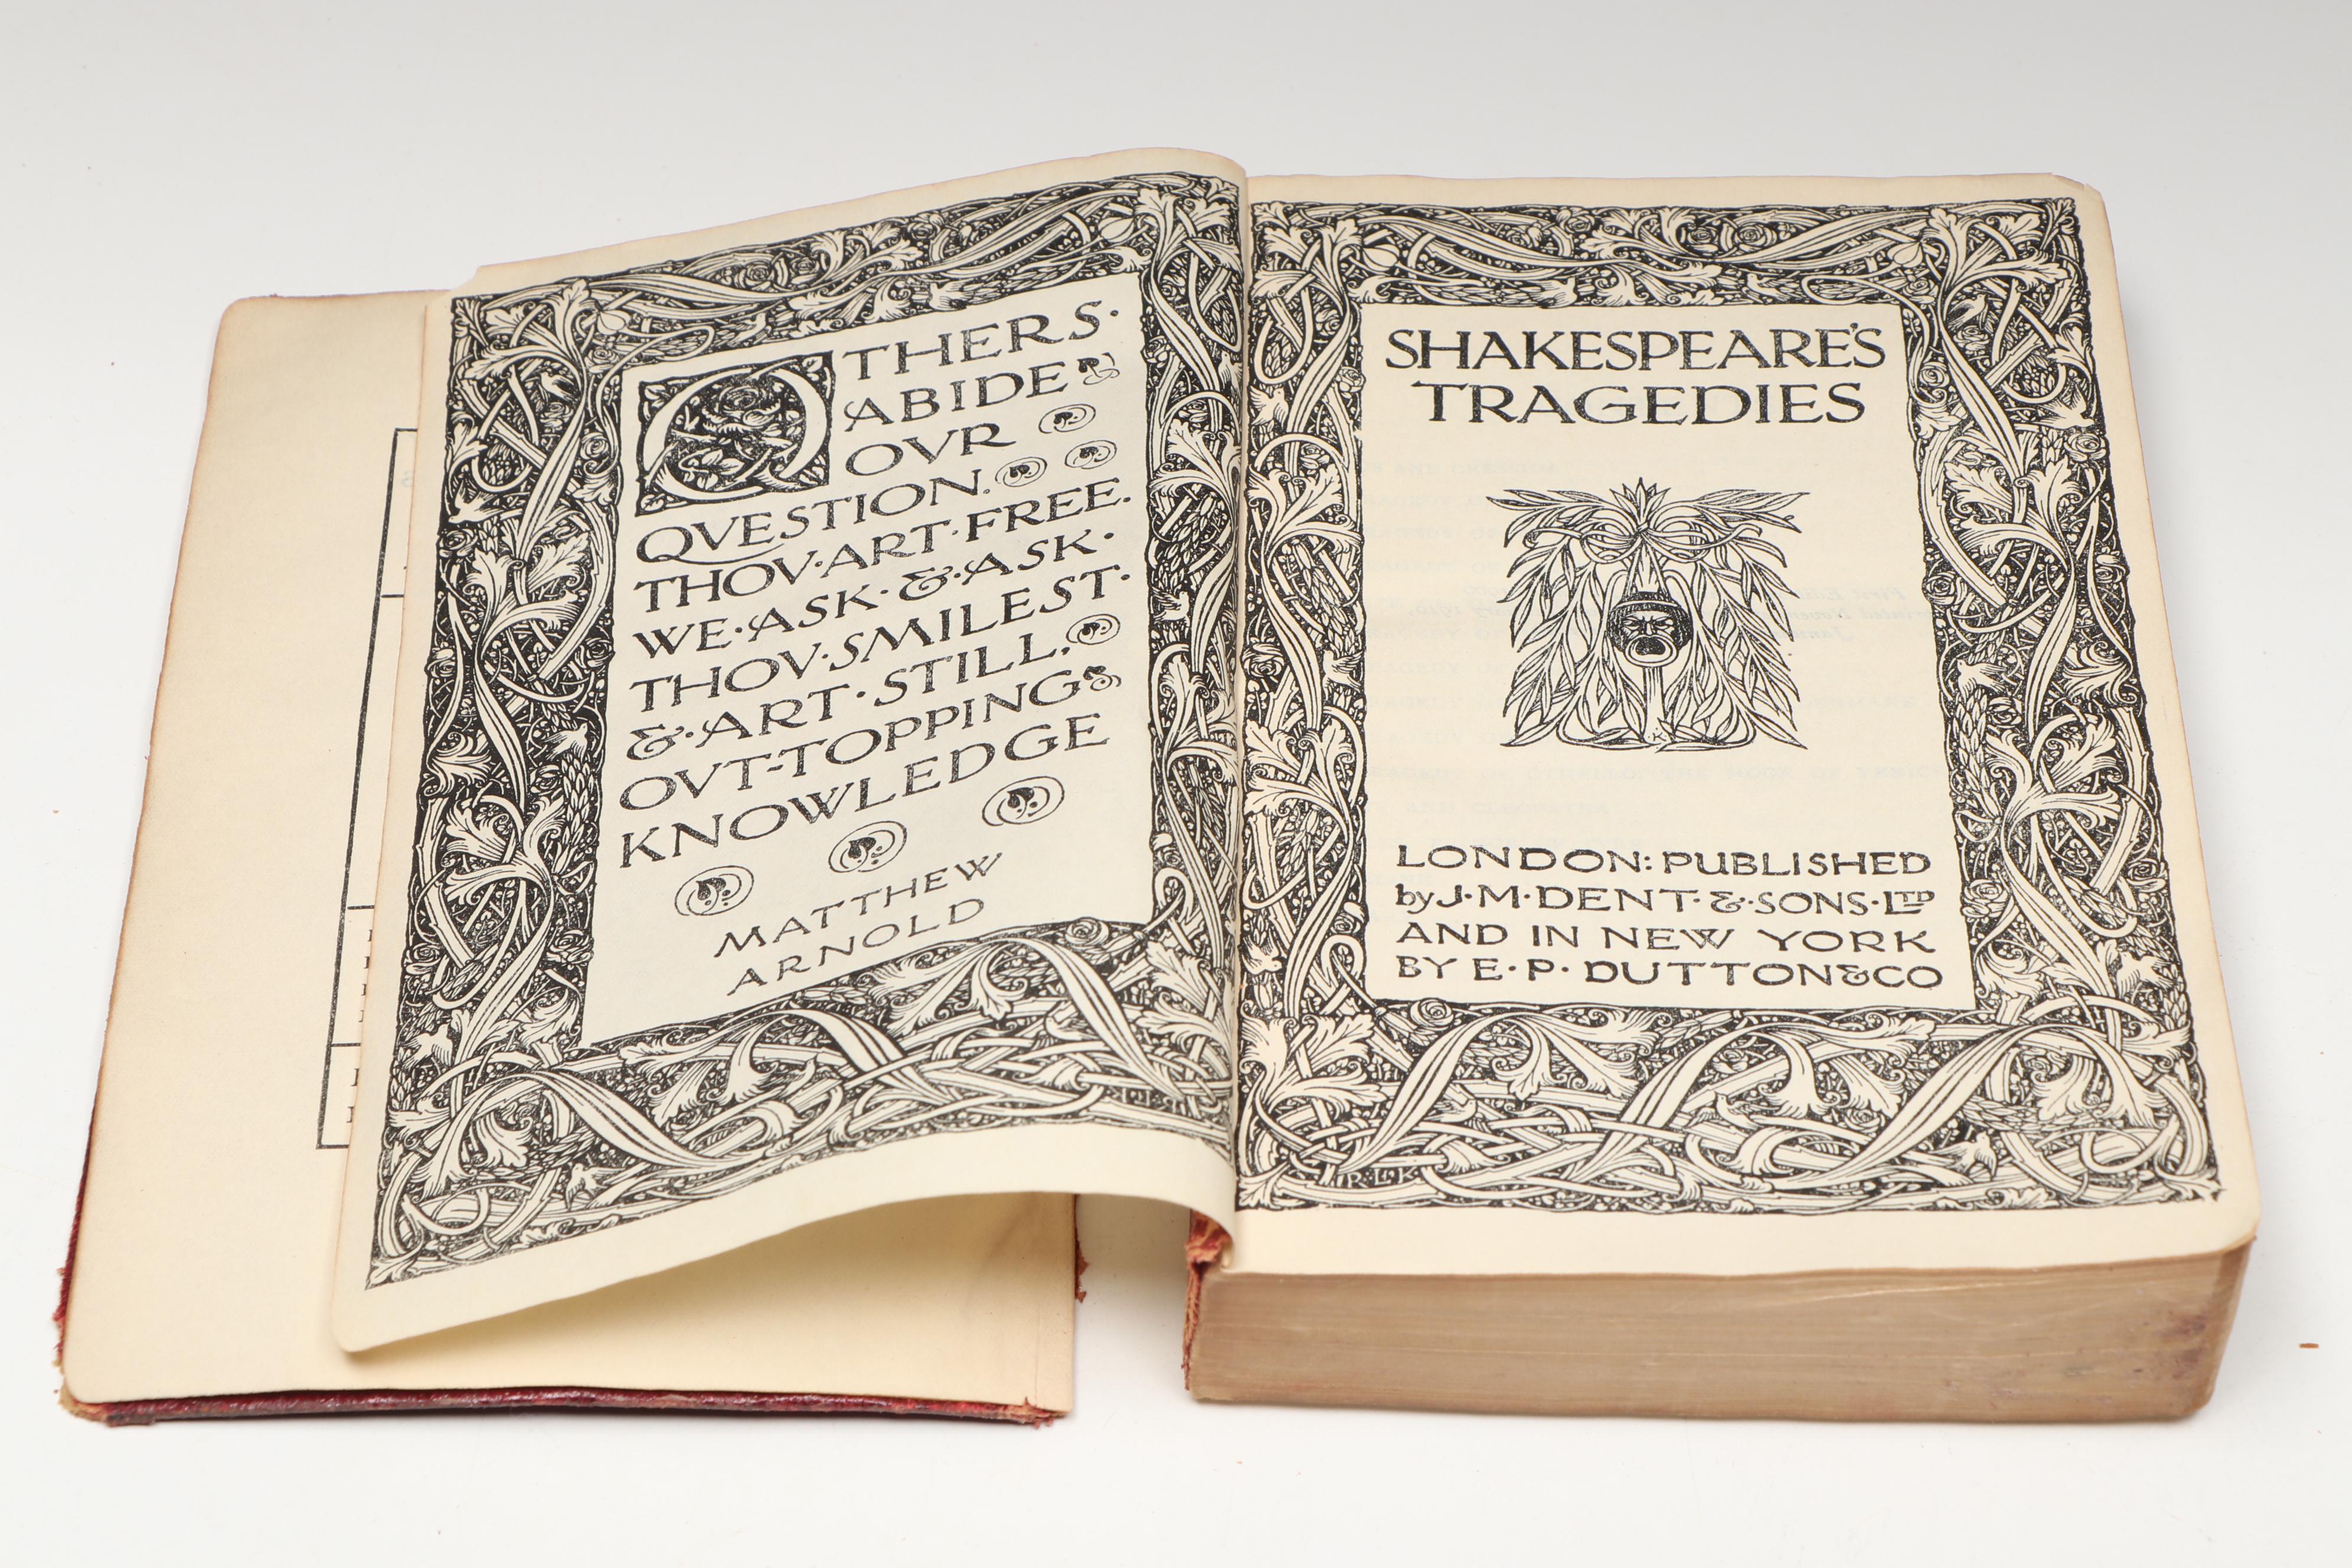 OTHERS·
ABIDE
OVR
QVESTION.
THOV·ART·FREE.
WE·ASK·&·ASK·
THOV·SMILEST·
&·ART·STILL.
OVT-TOPPING
KNOWLEDGE
MATTHEW
ARNOLD
SHAKESPEARE'S
TRAGEDIES
LONDON: PUBLISHED
by J·M·DENT·&·SONS·LTD
AND IN NEW YORK
BY E·P·DUTTON&CO
R·L·K·